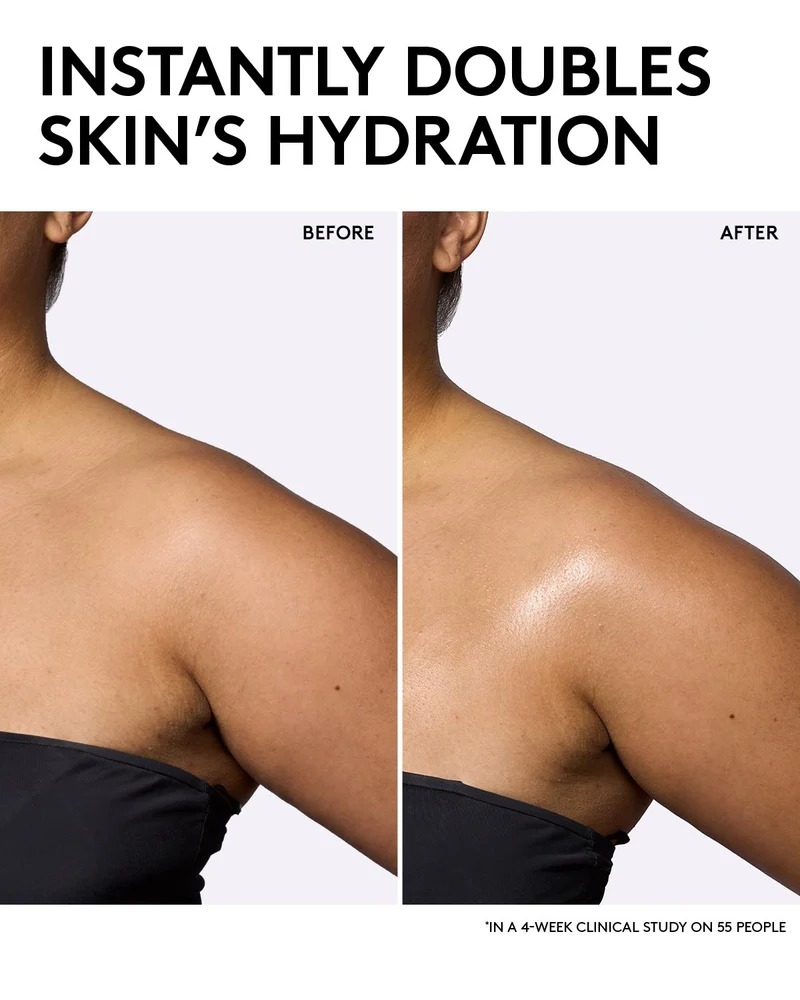 INSTANTLY DOUBLES
SKIN'S HYDRATION
BEFORE
AFTER
*IN A 4-WEEK CLINICAL STUDY ON 55 PEOPLE